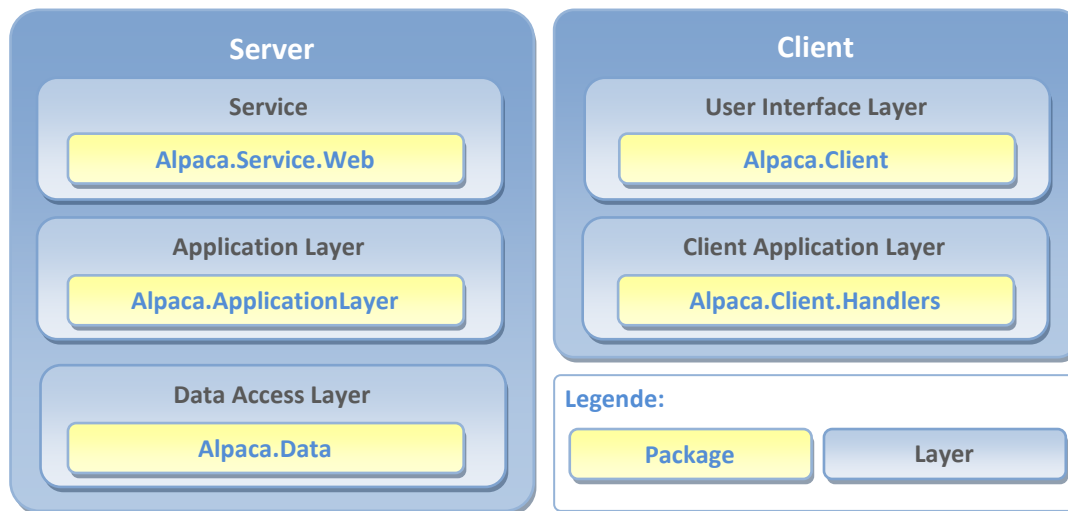 Server
Service
Alpaca.Service.Web
Application Layer
Alpaca.ApplicationLayer
Data Access Layer
Alpaca.Data
Client
User Interface Layer
Alpaca.Client
Client Application Layer
Alpaca.Client.Handlers
Legende:
Package
Layer